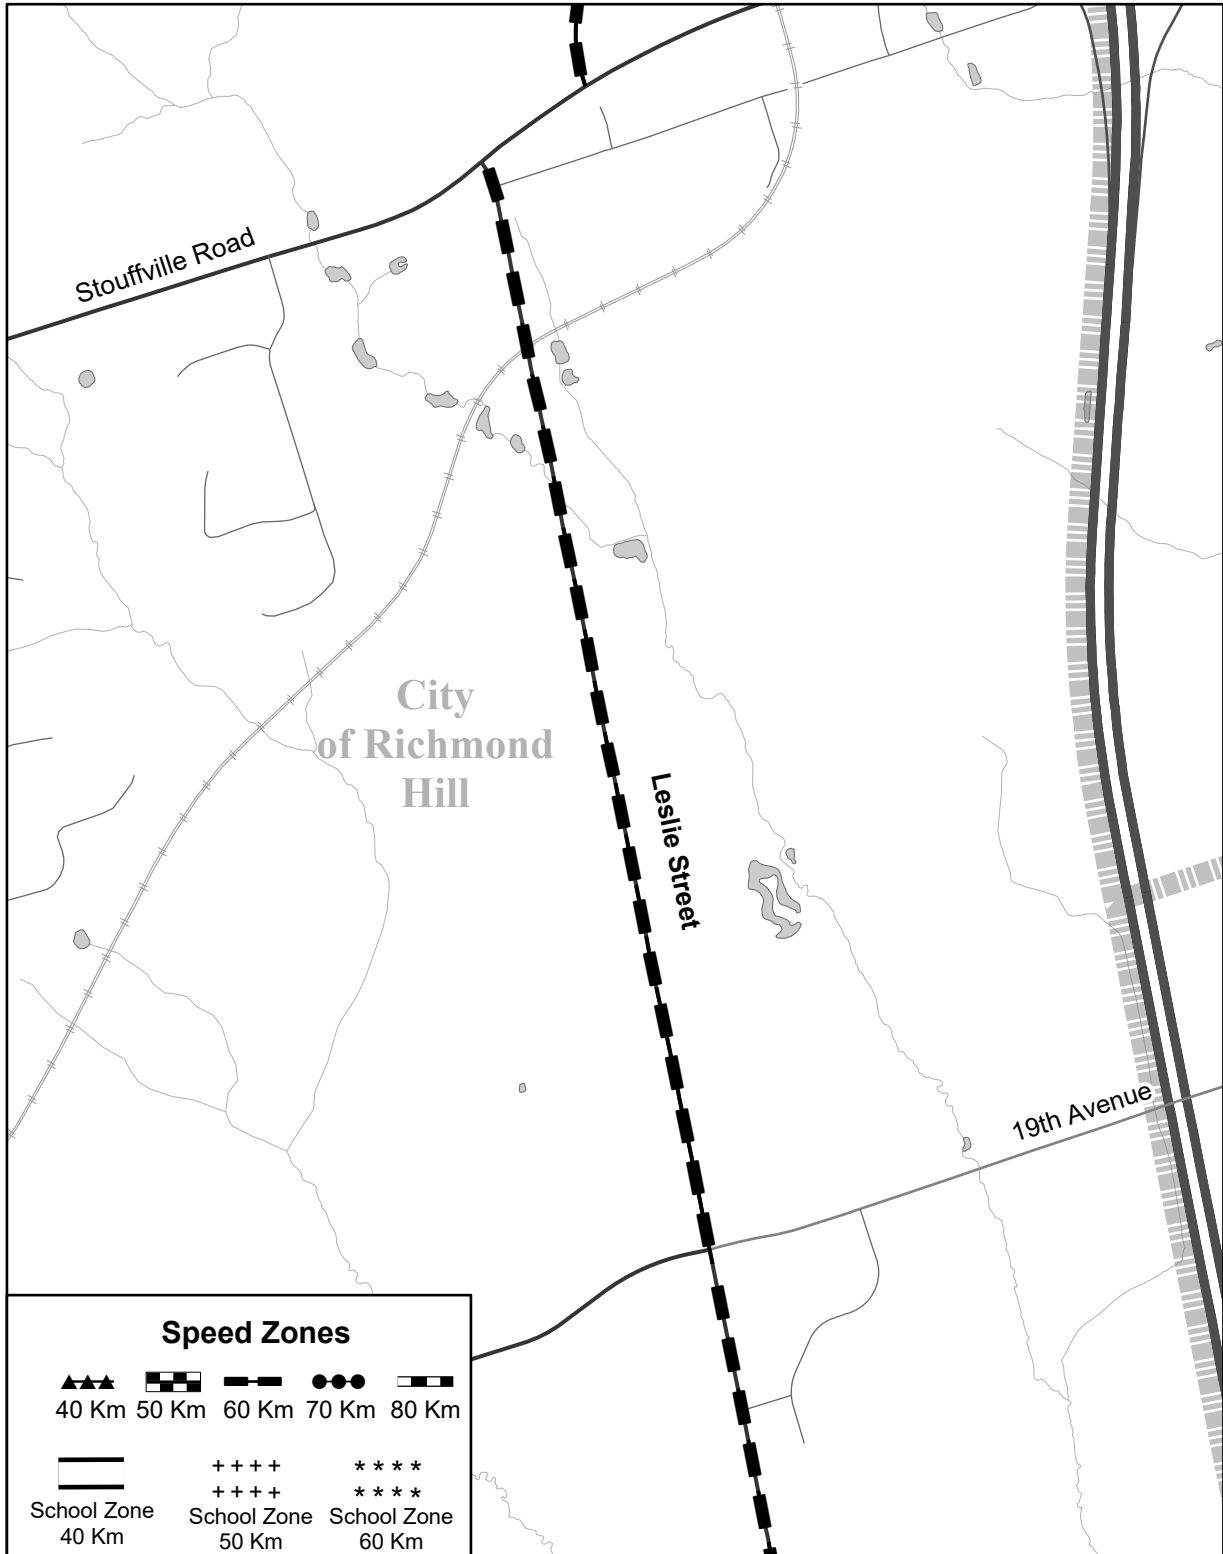 Stouffville Road
City
of Richmond
Hill
Leslie Street
19th Avenue
Speed Zones
40 Km 50 Km 60 Km 70 Km 80 Km
School Zone
40 Km
School Zone
50 Km
School Zone
60 Km